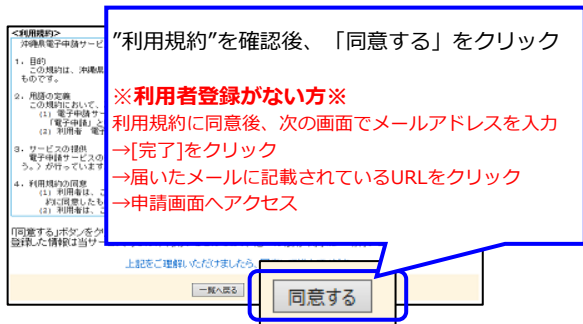 <利用規約>
沖縄県電子申請サービ
1．目的
この規約は、沖縄県
ものです。
2．用語の定義
この規約において、
(1) 電子申請サー
「電子申請」と
(2) 利用者 電子
3．サービスの提供
電子申請サービスの
う。）が行っています
4．利用規約の同意
(1) 利用者は、こ
約に同意したも
(2) 利用者は、こ
「同意する」ボタンをク
登録した情報は当サー
上記をご理解いただけましたら、
一覧へ戻る
”利用規約”を確認後、「同意する」をクリック
※利用者登録がない方※
利用規約に同意後、次の画面でメールアドレスを入力
→[完了]をクリック
→届いたメールに記載されているURLをクリック
→申請画面へアクセス
同意する